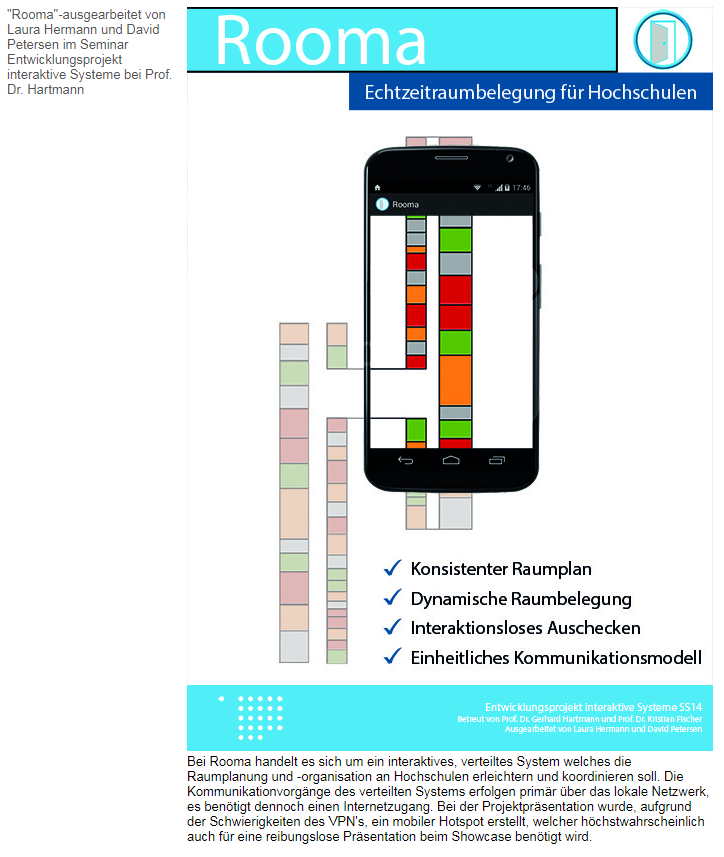 "Rooma"-ausgearbeitet von
Laura Hermann und David
Petersen im Seminar
Entwicklungsprojekt
interaktive Systeme bei Prof.
Dr. Hartmann
Rooma
Echtzeitraumbelegung für Hochschulen
17:46
Rooma
Konsistenter Raumplan
Dynamische Raumbelegung
Interaktionsloses Auschecken
Einheitliches Kommunikationsmodell
Entwicklungsprojekt interaktive Systeme SS14
Betreut von Prof. Dr. Gerhard Hartmann und Prof. Dr. Kristian Fischer
Ausgearbeitet von Laura Hermann und David Petersen
Bei Rooma handelt es sich um ein interaktives, verteiltes System welches die
Raumplanung und -organisation an Hochschulen erleichtern und koordinieren soll. Die
Kommunikationvorgänge des verteilten Systems erfolgen primär über das lokale Netzwerk,
es benötigt dennoch einen Internetzugang. Bei der Projektpräsentation wurde, aufgrund
der Schwierigkeiten des VPN's, ein mobiler Hotspot erstellt, welcher höchstwahrscheinlich
auch für eine reibungslose Präsentation beim Showcase benötigt wird.